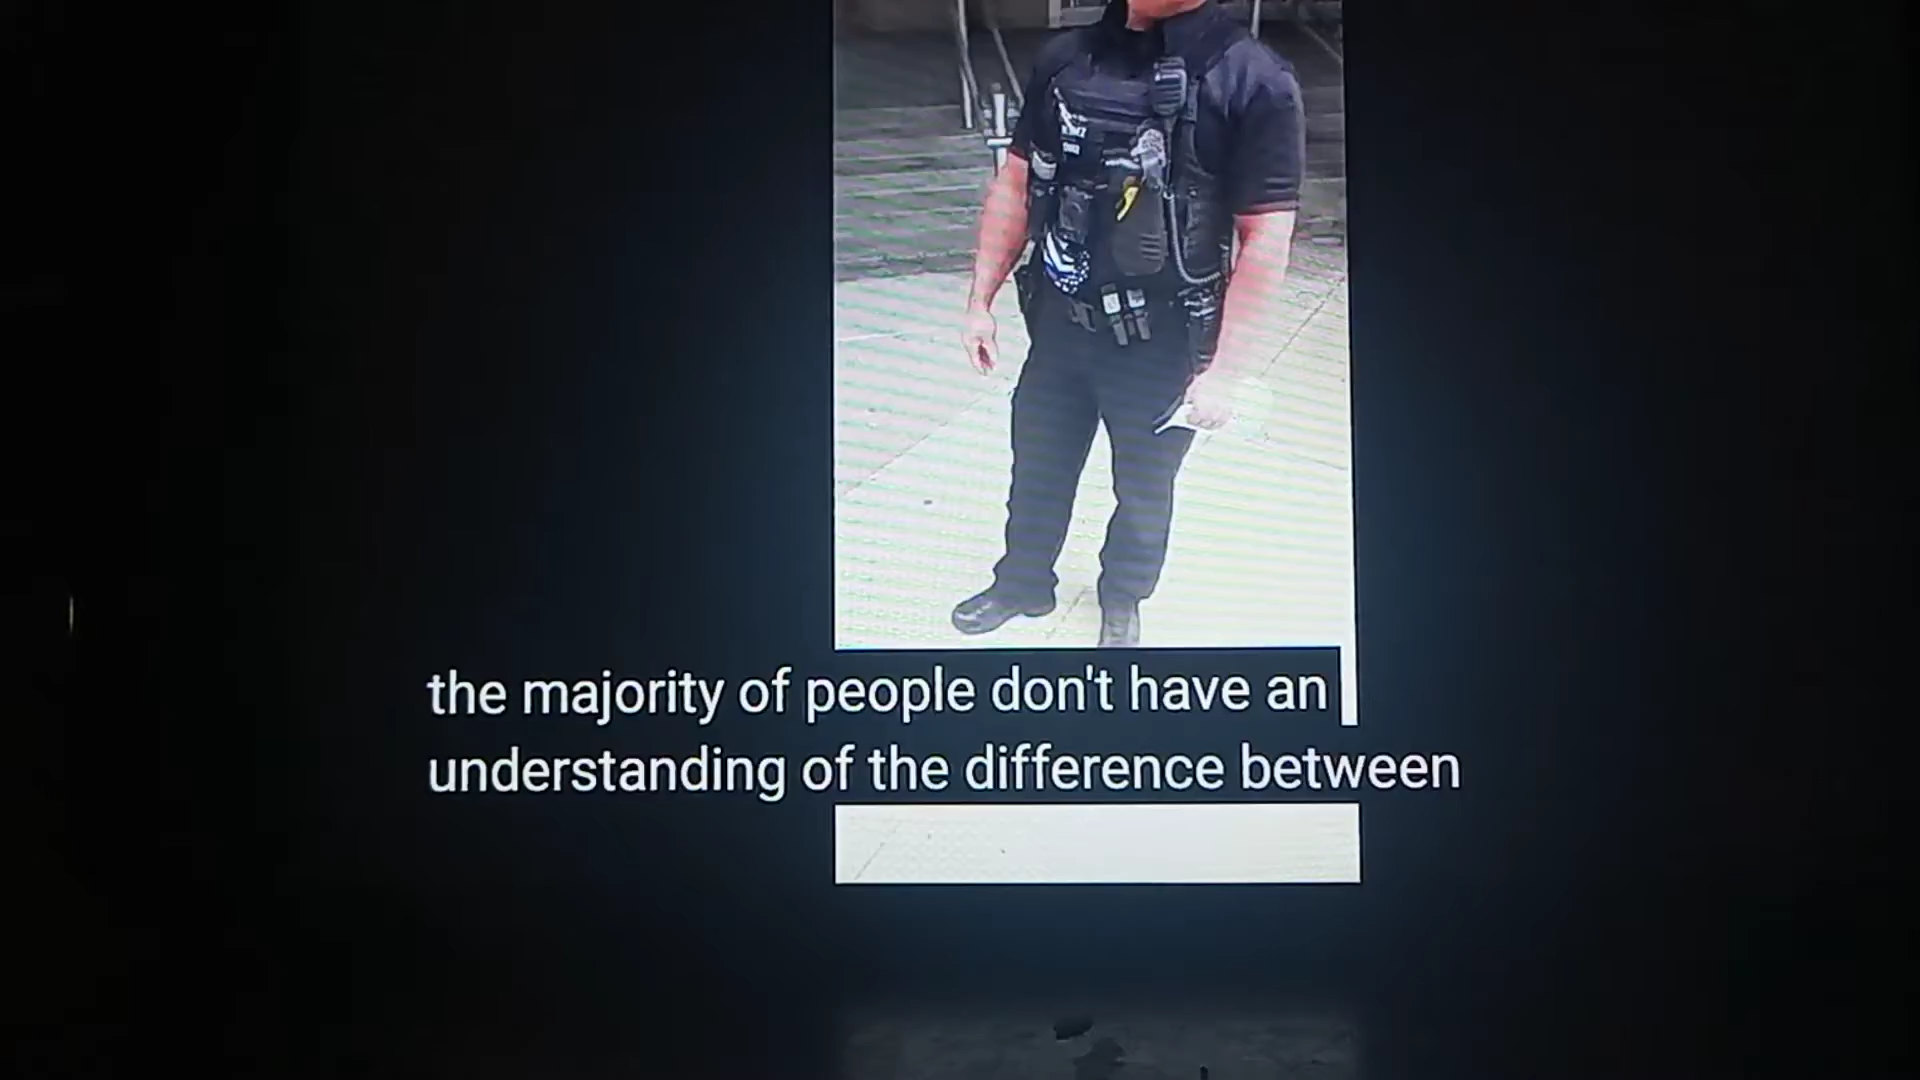 the majority of people don't have an
understanding of the difference between